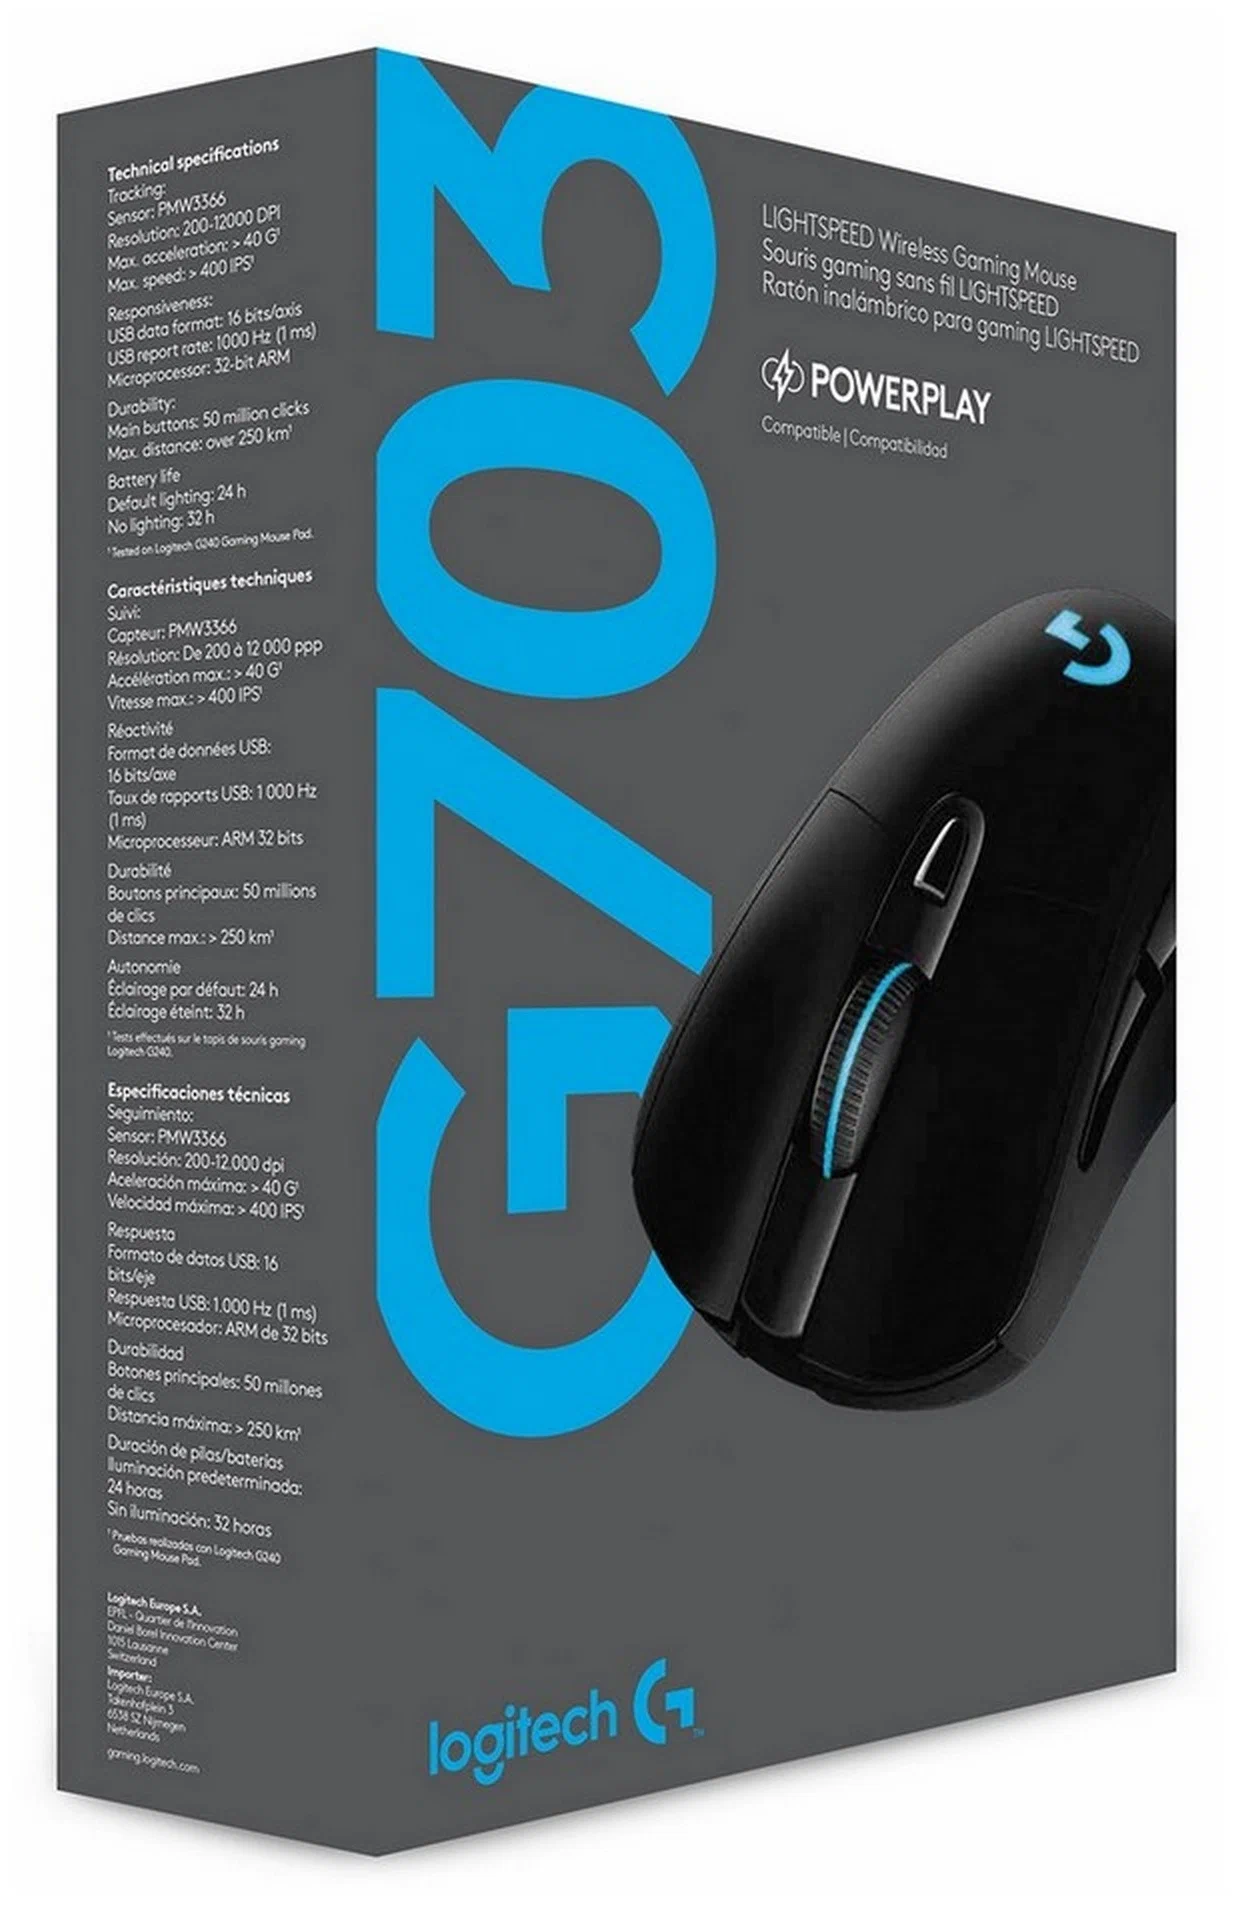 Technical specifications
Tracking:
Sensor: PMW3366
Resolution: 200-12000 DPI
Max. acceleration: > 40 G¹
Max. speed: > 400 IPS¹
Responsiveness:
USB data format: 16 bits/axis
USB report rate: 1000 Hz (1 ms)
Microprocessor: 32-bit ARM
Durability:
Main buttons: 50 million clicks
Max. distance: over 250 km¹
Battery life
Default lighting: 24 h
No lighting: 32 h
¹ Tested on Logitech G240 Gaming Mouse Pad.
Caractéristiques techniques
Suivi:
Capteur: PMW3366
Résolution: De 200 à 12 000 ppp
Accélération max.: > 40 G¹
Vitesse max.: > 400 IPS¹
Réactivité
Format de données USB:
16 bits/axe
Taux de rapports USB: 1 000 Hz
(1 ms)
Microprocesseur: ARM 32 bits
Durabilité
Boutons principaux: 50 millions
de clics
Distance max.: > 250 km¹
Autonomie
Éclairage par défaut: 24 h
Éclairage éteint: 32 h
¹ Tests effectués sur le tapis de souris gaming
Logitech G240.
Especificaciones técnicas
Seguimiento:
Sensor: PMW3366
Resolución: 200-12.000 dpi
Aceleración máxima: > 40 G¹
Velocidad máxima: > 400 IPS¹
Respuesta
Formato de datos USB: 16
bits/eje
Respuesta USB: 1.000 Hz (1 ms)
Microprocesador: ARM de 32 bits
Durabilidad
Botones principales: 50 millones
de clics
Distancia máxima: > 250 km¹
Duración de pilas/baterías
Iluminación predeterminada:
24 horas
Sin iluminación: 32 horas
¹ Pruebas realizadas con Logitech G240
Gaming Mouse Pad.
Logitech Europe S.A.
EPFL - Quartier de l'Innovation
Daniel Borel Innovation Center
1015 Lausanne
Switzerland
Importer:
Logitech Europe S.A.
Takenhofplein 3
6538 SZ Nijmegen
Netherlands
gaming.logitech.com
G703
LIGHTSPEED Wireless Gaming Mouse
Souris gaming sans fil LIGHTSPEED
Ratón inalámbrico para gaming LIGHTSPEED
POWERPLAY
Compatible | Compatibilidad
G
logitech G™